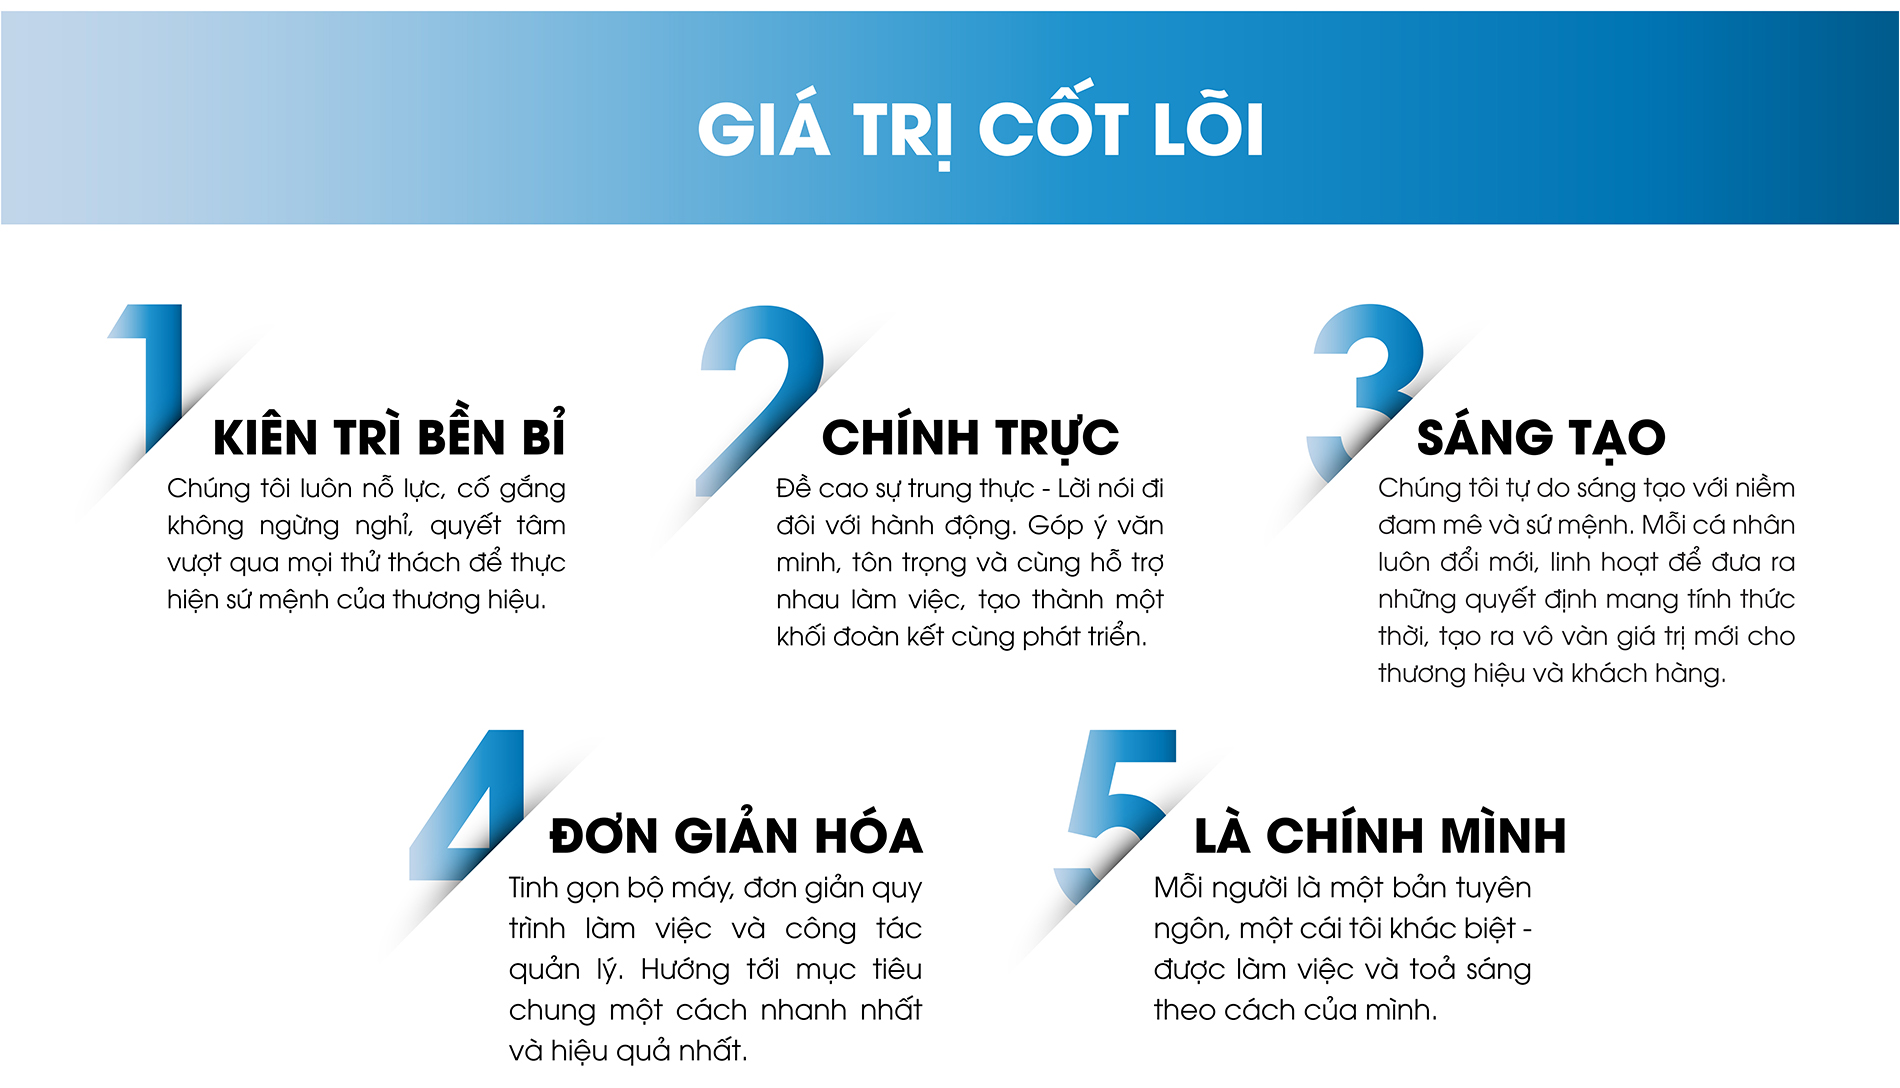 GIÁ TRỊ CỐT LÕI
1
KIÊN TRÌ BỀN BỈ
Chúng tôi luôn nỗ lực, cố gắng
không ngừng nghỉ, quyết tâm
vượt qua mọi thử thách để thực
hiện sứ mệnh của thương hiệu.
2
CHÍNH TRỰC
Đề cao sự trung thực - Lời nói đi
đôi với hành động. Góp ý văn
minh, tôn trọng và cùng hỗ trợ
nhau làm việc, tạo thành một
khối đoàn kết cùng phát triển.
3
SÁNG TẠO
Chúng tôi tự do sáng tạo với niềm
đam mê và sứ mệnh. Mỗi cá nhân
luôn đổi mới, linh hoạt để đưa ra
những quyết định mang tính thức
thời, tạo ra vô vàn giá trị mới cho
thương hiệu và khách hàng.
4
ĐƠN GIẢN HÓA
Tinh gọn bộ máy, đơn giản quy
trình làm việc và công tác
quản lý. Hướng tới mục tiêu
chung một cách nhanh nhất
và hiệu quả nhất.
5
LÀ CHÍNH MÌNH
Mỗi người là một bản tuyên
ngôn, một cái tôi khác biệt -
được làm việc và toả sáng
theo cách của mình.